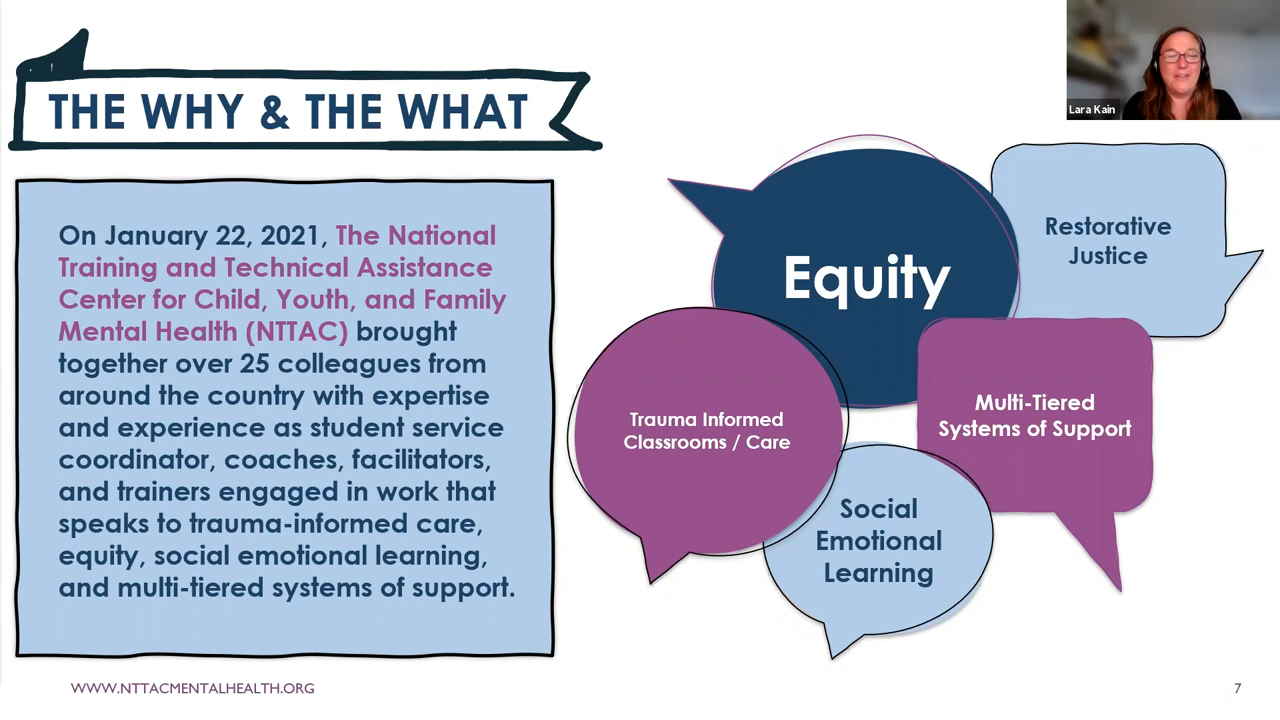 THE WHY & THE WHAT
Lara Kain
On January 22, 2021, The National
Training and Technical Assistance
Center for Child, Youth, and Family
Mental Health (NTTAC) brought
together over 25 colleagues from
around the country with expertise
and experience as student service
coordinator, coaches, facilitators,
and trainers engaged in work that
speaks to trauma-informed care,
equity, social emotional learning,
and multi-tiered systems of support.
Equity
Restorative
Justice
Trauma Informed
Classrooms / Care
Multi-Tiered
Systems of Support
Social
Emotional
Learning
WWW.NTTACMENTALHEALTH.ORG
7